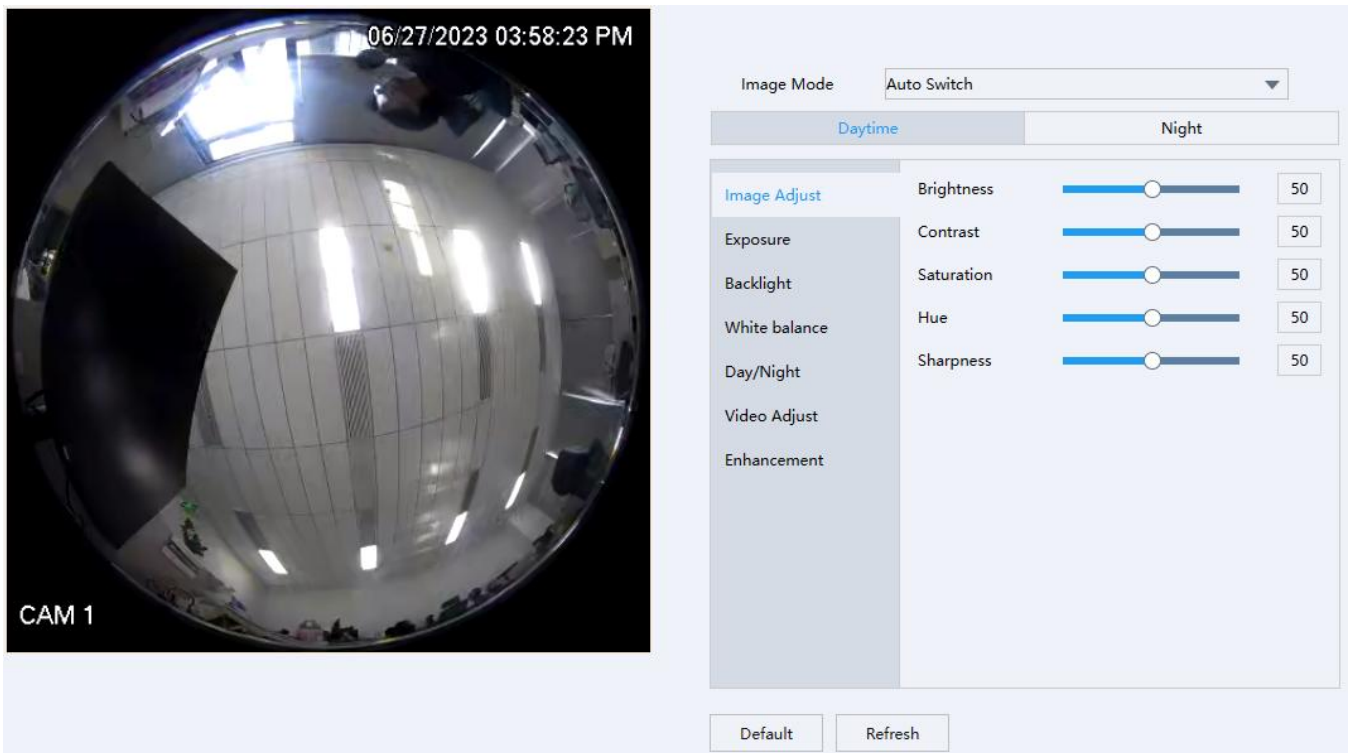 06/27/2023 03:58:23 PM
CAM 1
Image Mode Auto Switch
Daytime Night
Image Adjust
Exposure
Backlight
White balance
Day/Night
Video Adjust
Enhancement
Brightness 50
Contrast 50
Saturation 50
Hue 50
Sharpness 50
Default Refresh